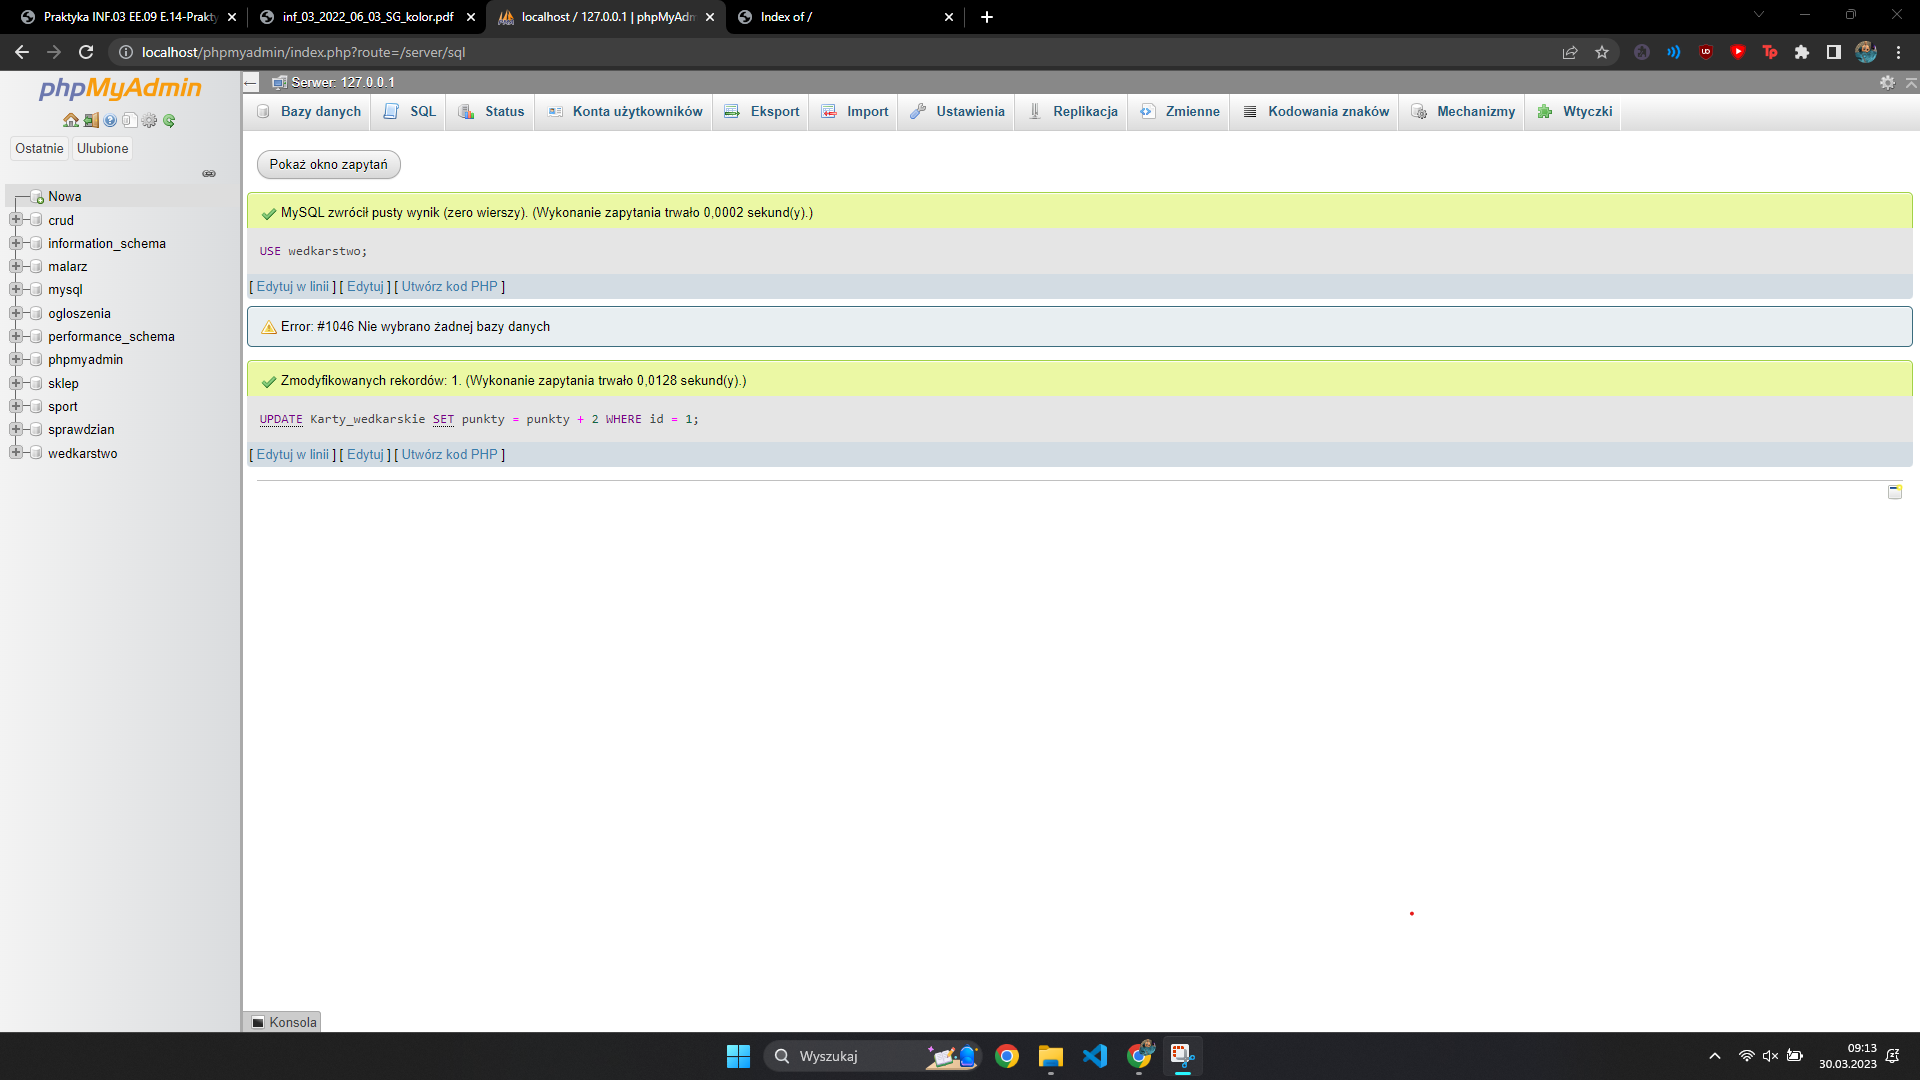 Praktyka INF.03 EE.09 E.14-Prakty
inf_03_2022_06_03_SG_kolor.pdf
localhost / 127.0.0.1 | phpMyAdm
Index of /
localhost/phpmyadmin/index.php?route=/server/sql
phpMyAdmin
Ostatnie Ulubione
Nowa
crud
information_schema
malarz
mysql
ogloszenia
performance_schema
phpmyadmin
sklep
sport
sprawdzian
wedkarstwo
Serwer: 127.0.0.1
Bazy danych SQL Status Konta użytkowników Eksport Import Ustawienia Replikacja Zmienne Kodowania znaków Mechanizmy Wtyczki
Pokaż okno zapytań
MySQL zwrócił pusty wynik (zero wierszy). (Wykonanie zapytania trwało 0,0002 sekund(y).)
USE wedkarstwo;
[ Edytuj w linii ] [ Edytuj ] [ Utwórz kod PHP ]
Error: #1046 Nie wybrano żadnej bazy danych
Zmodyfikowanych rekordów: 1. (Wykonanie zapytania trwało 0,0128 sekund(y).)
UPDATE Karty_wedkarskie SET punkty = punkty + 2 WHERE id = 1;
[ Edytuj w linii ] [ Edytuj ] [ Utwórz kod PHP ]
Konsola
Wyszukaj
09:13
30.03.2023